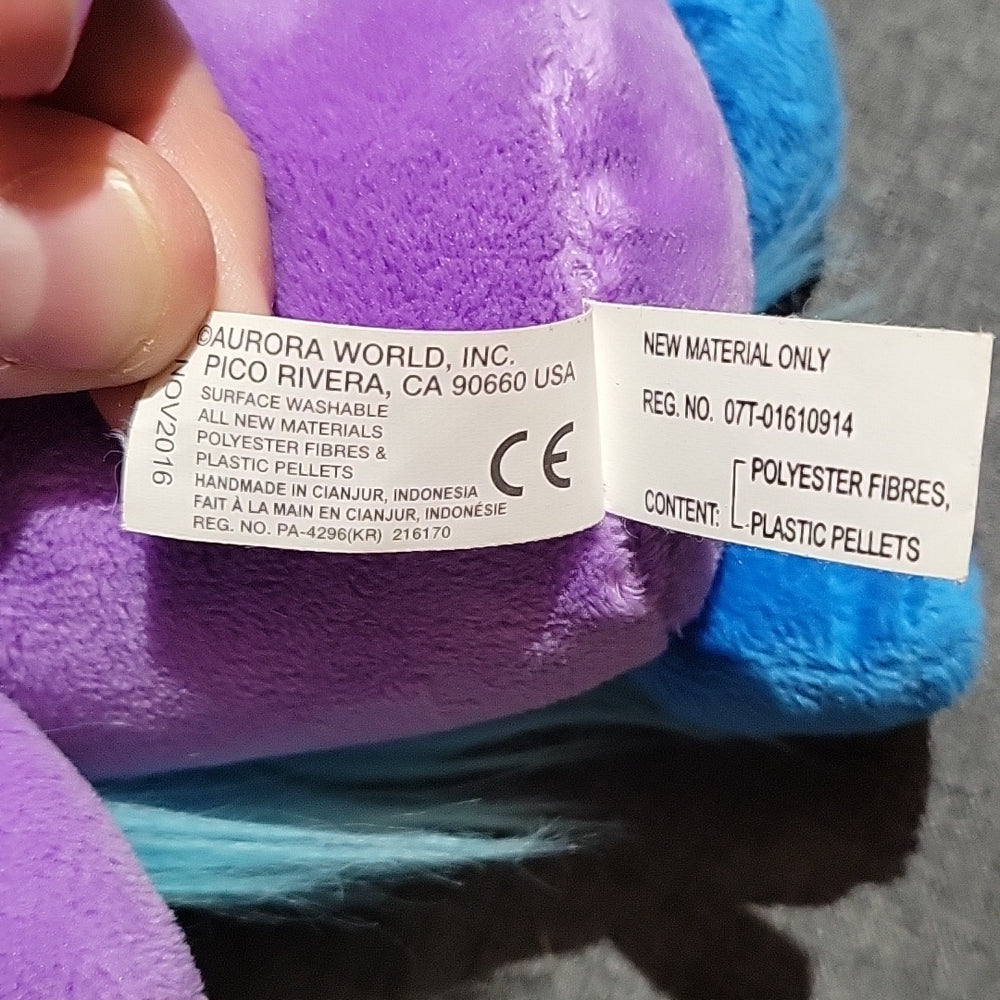 ©AURORA WORLD, INC.
PICO RIVERA, CA 90660 USA
SURFACE WASHABLE
ALL NEW MATERIALS
POLYESTER FIBRES &
PLASTIC PELLETS
HANDMADE IN CIANJUR, INDONESIA
FAIT À LA MAIN EN CIANJUR, INDONÉSIE
REG. NO. PA-4296(KR) 216170
NOV2016
CE
NEW MATERIAL ONLY
REG. NO. 07T-01610914
CONTENT: POLYESTER FIBRES,
PLASTIC PELLETS